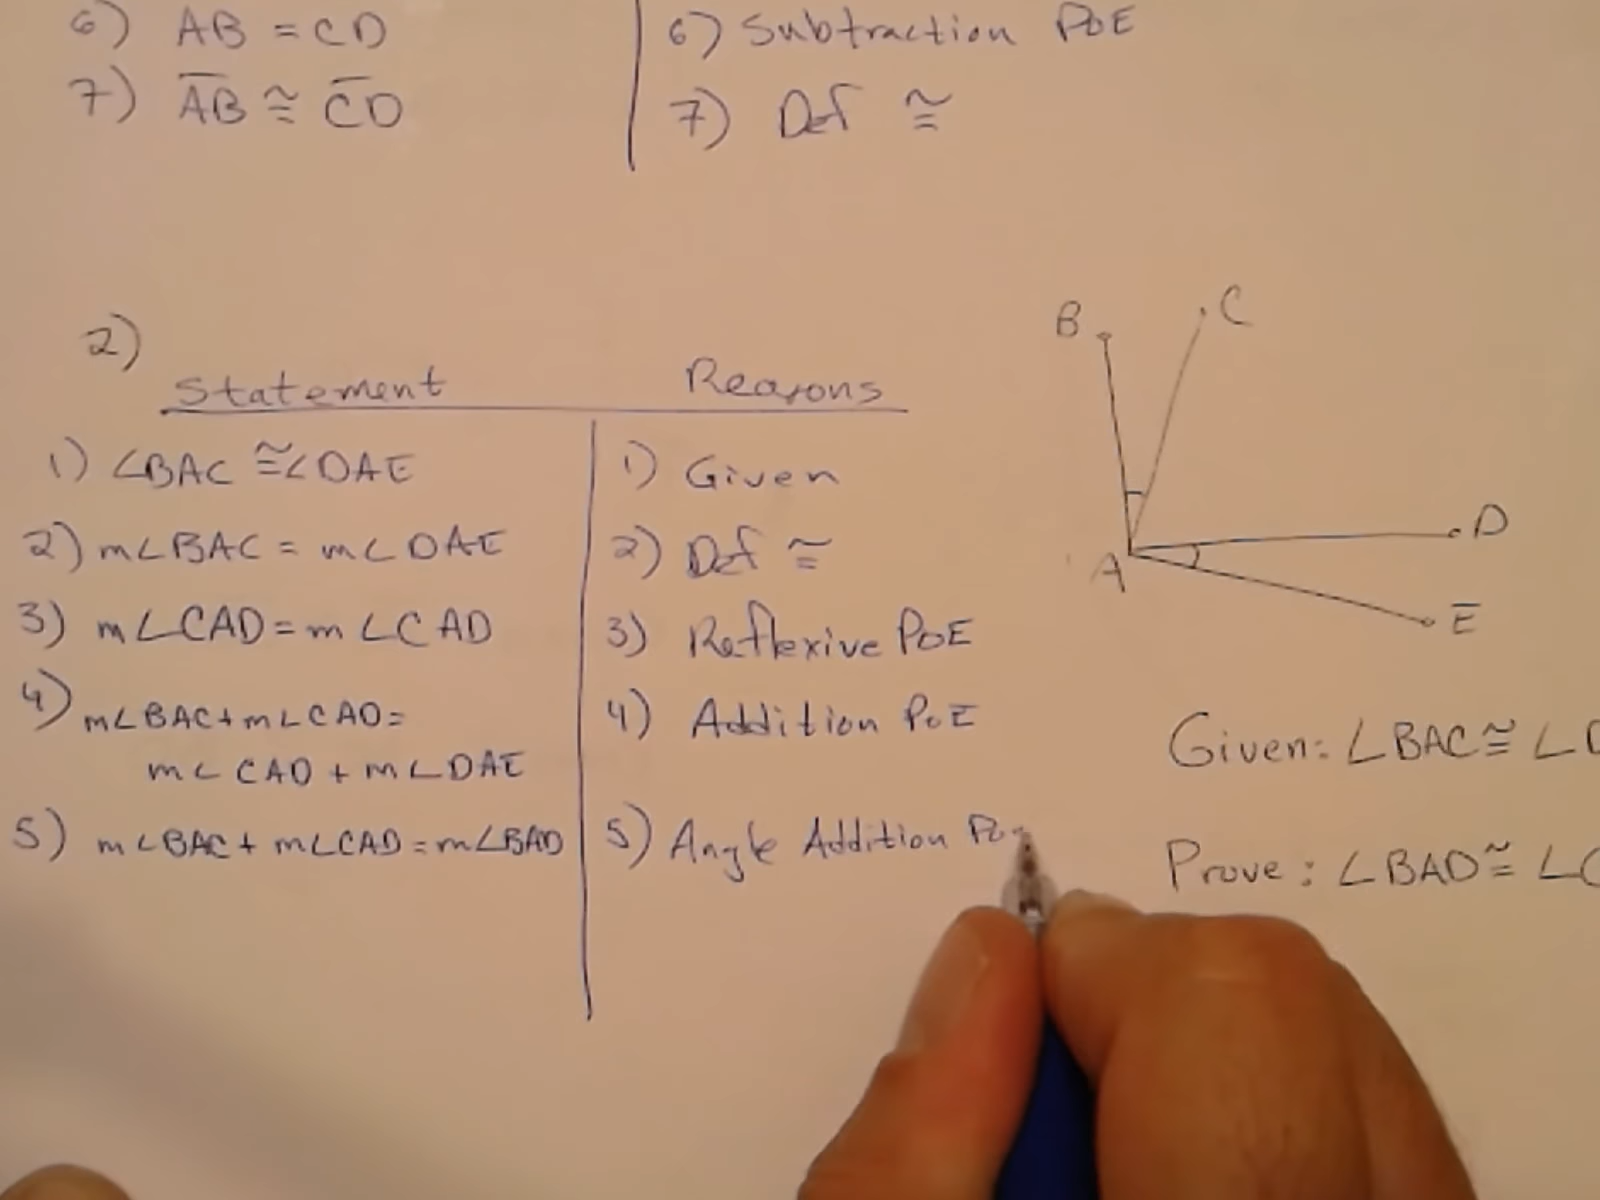 6) AB = CD
6) Subtraction PoE
7) A̅B̅ ≅ C̅D̅
7) Def ≅
2)
Statement
Reasons
1) ∠BAC ≅ ∠DAE
1) Given
2) m∠BAC = m∠DAE
2) Def ≅
3) m∠CAD = m∠CAD
3) Reflexive PoE
4) m∠BAC + m∠CAD =
m∠CAD + m∠DAE
4) Addition PoE
5) m∠BAC + m∠CAD = m∠BAD
5) Angle Addition Pos
B
C
D
A
E
Given: ∠BAC ≅ ∠D
Prove: ∠BAD ≅ ∠C